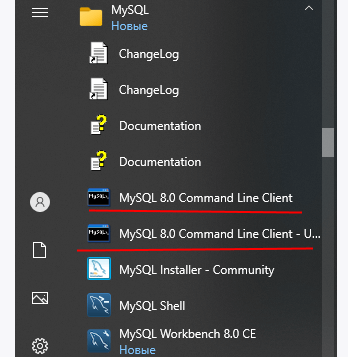 MySQL
Новые
ChangeLog
ChangeLog
Documentation
Documentation
MySQL 8.0 Command Line Client
MySQL 8.0 Command Line Client - U...
MySQL Installer - Community
MySQL Shell
MySQL Workbench 8.0 CE
Новые